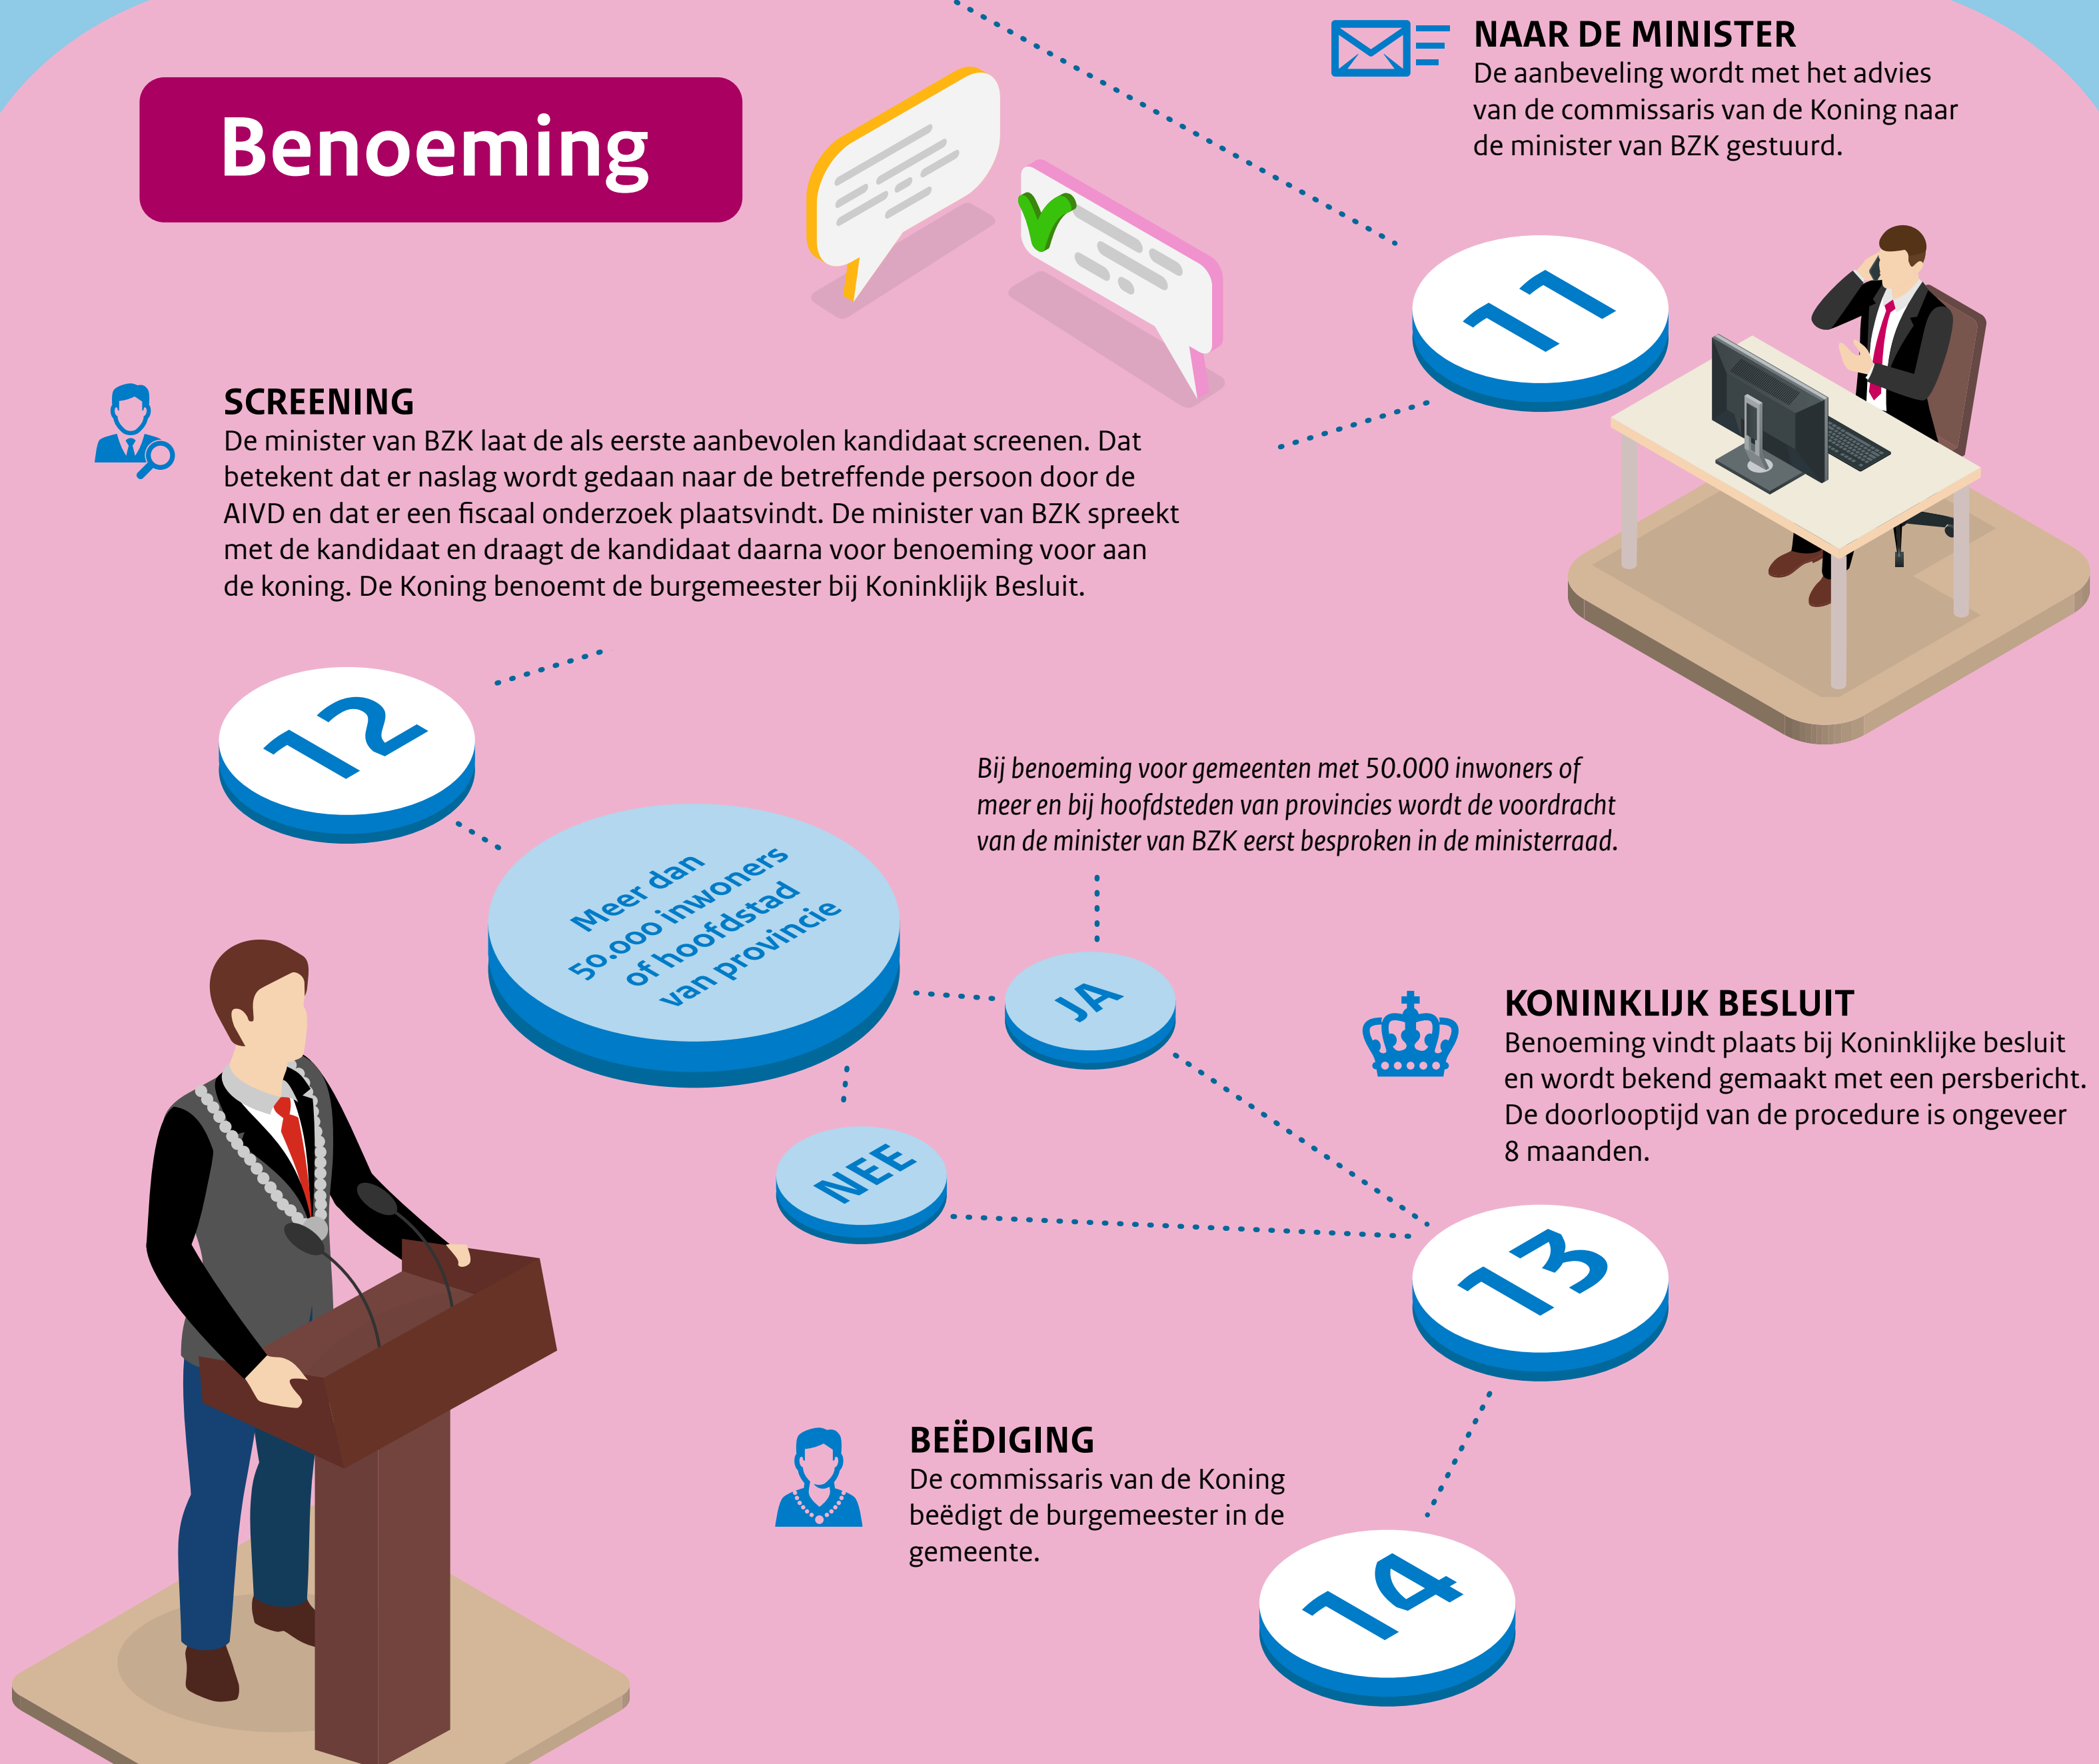 Benoeming
NAAR DE MINISTER
De aanbeveling wordt met het advies
van de commissaris van de Koning naar
de minister van BZK gestuurd.
11
SCREENING
De minister van BZK laat de als eerste aanbevolen kandidaat screenen. Dat
betekent dat er naslag wordt gedaan naar de betreffende persoon door de
AIVD en dat er een fiscaal onderzoek plaatsvindt. De minister van BZK spreekt
met de kandidaat en draagt de kandidaat daarna voor benoeming voor aan
de koning. De Koning benoemt de burgemeester bij Koninklijk Besluit.
12
Meer dan
50.000 inwoners
of hoofdstad
van provincie
Bij benoeming voor gemeenten met 50.000 inwoners of
meer en bij hoofdsteden van provincies wordt de voordracht
van de minister van BZK eerst besproken in de ministerraad.
JA
NEE
KONINKLIJK BESLUIT
Benoeming vindt plaats bij Koninklijke besluit
en wordt bekend gemaakt met een persbericht.
De doorlooptijd van de procedure is ongeveer
8 maanden.
13
BEËDIGING
De commissaris van de Koning
beëdigt de burgemeester in de
gemeente.
14